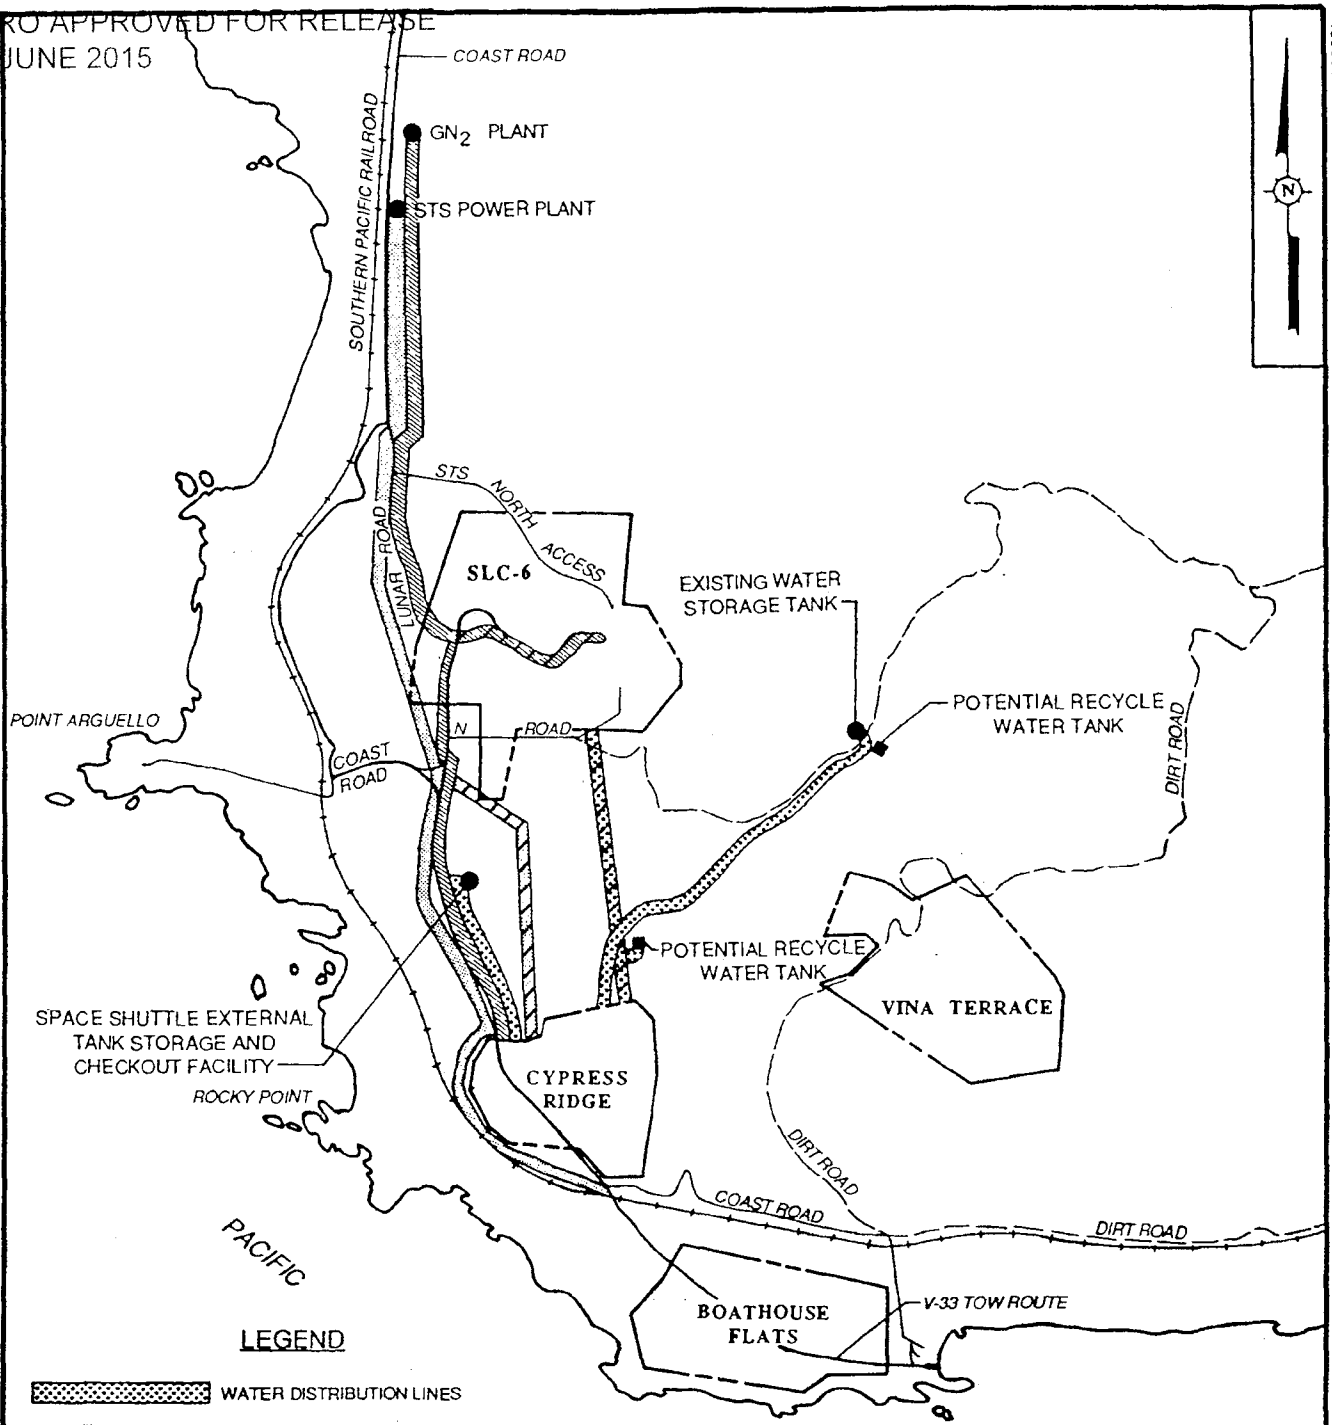 RO APPROVED FOR RELEASE
JUNE 2015
COAST ROAD
GN2 PLANT
STS POWER PLANT
SOUTHERN PACIFIC RAILROAD
N
STS NORTH ACCESS
SLC-6
LUNAR ROAD
EXISTING WATER
STORAGE TANK
POTENTIAL RECYCLE
WATER TANK
DIRT ROAD
POINT ARGUELLO
N ROAD
COAST
ROAD
POTENTIAL RECYCLE
WATER TANK
VINA TERRACE
SPACE SHUTTLE EXTERNAL
TANK STORAGE AND
CHECKOUT FACILITY
ROCKY POINT
CYPRESS
RIDGE
DIRT ROAD
COAST ROAD
DIRT ROAD
PACIFIC
BOATHOUSE
FLATS
V-33 TOW ROUTE
LEGEND
WATER DISTRIBUTION LINES